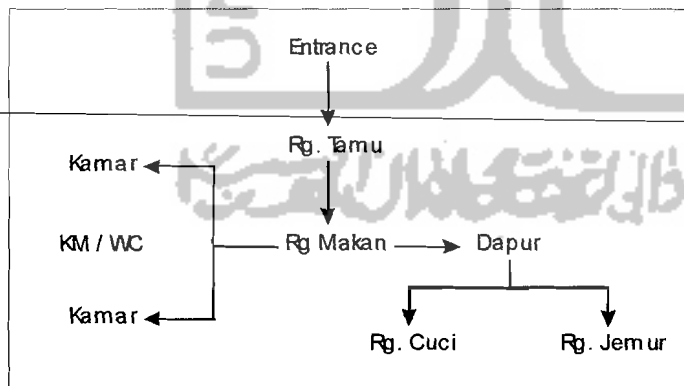 Entrance
Rg. Tamu
Kamar
KM / WC
Rg Makan
Dapur
Kamar
Rg. Cuci
Rg. Jemur